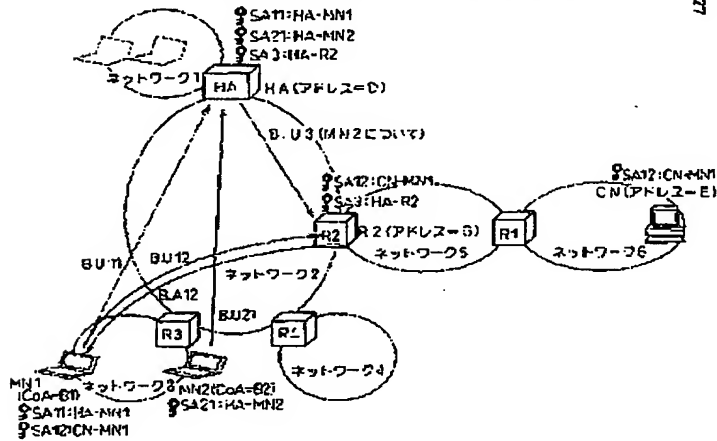 27
SA11:HA-MN1
SA21:HA-MN2
SA3:HA-R2
ネットワーク1
HA
HA(アドレス=D)
B.U3(MN2について)
SA12:CN-MN1
SA3:HA-R2
SA12:CN-MN1
CN(アドレス=E)
R2
R2(アドレス=G)
R1
ネットワーク5
ネットワーク6
B.U11
B.U12
ネットワーク2
B.A12
B.U21
R3
ネットワーク3
ネットワーク4
MN1
(CoA=B1)
SA11:HA-MN1
SA12:CN-MN1
MN2(CoA=B2)
SA21:HA-MN2